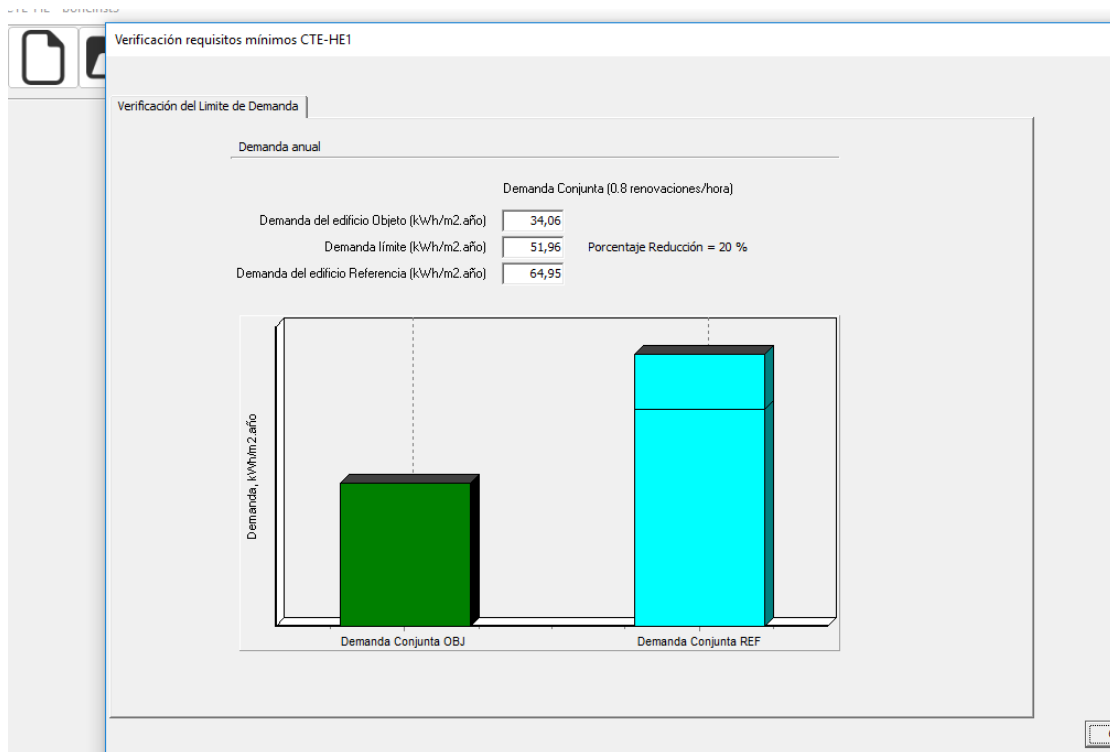 Verificación requisitos mínimos CTE-HE1
Verificación del Limite de Demanda
Demanda anual
Demanda Conjunta (0.8 renovaciones/hora)
Demanda del edificio Objeto (kWh/m2.año) 34,06
Demanda límite (kWh/m2.año) 51,96 Porcentaje Reducción = 20 %
Demanda del edificio Referencia (kWh/m2.año) 64,95
Demanda, kWh/m2.año
Demanda Conjunta OBJ Demanda Conjunta REF